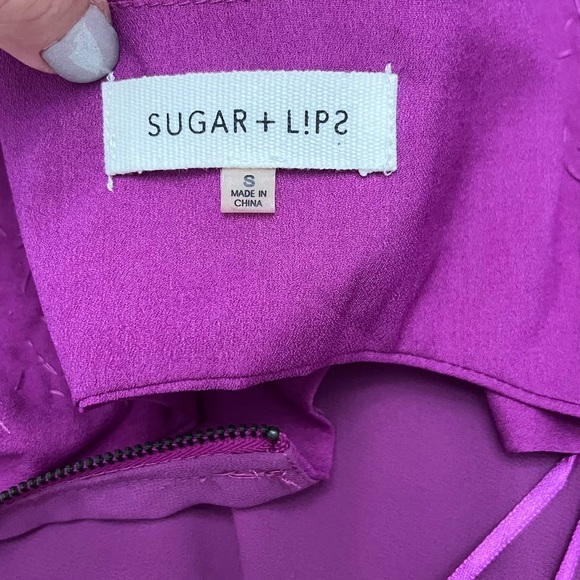 SUGAR + L!PS
S
MADE IN
CHINA